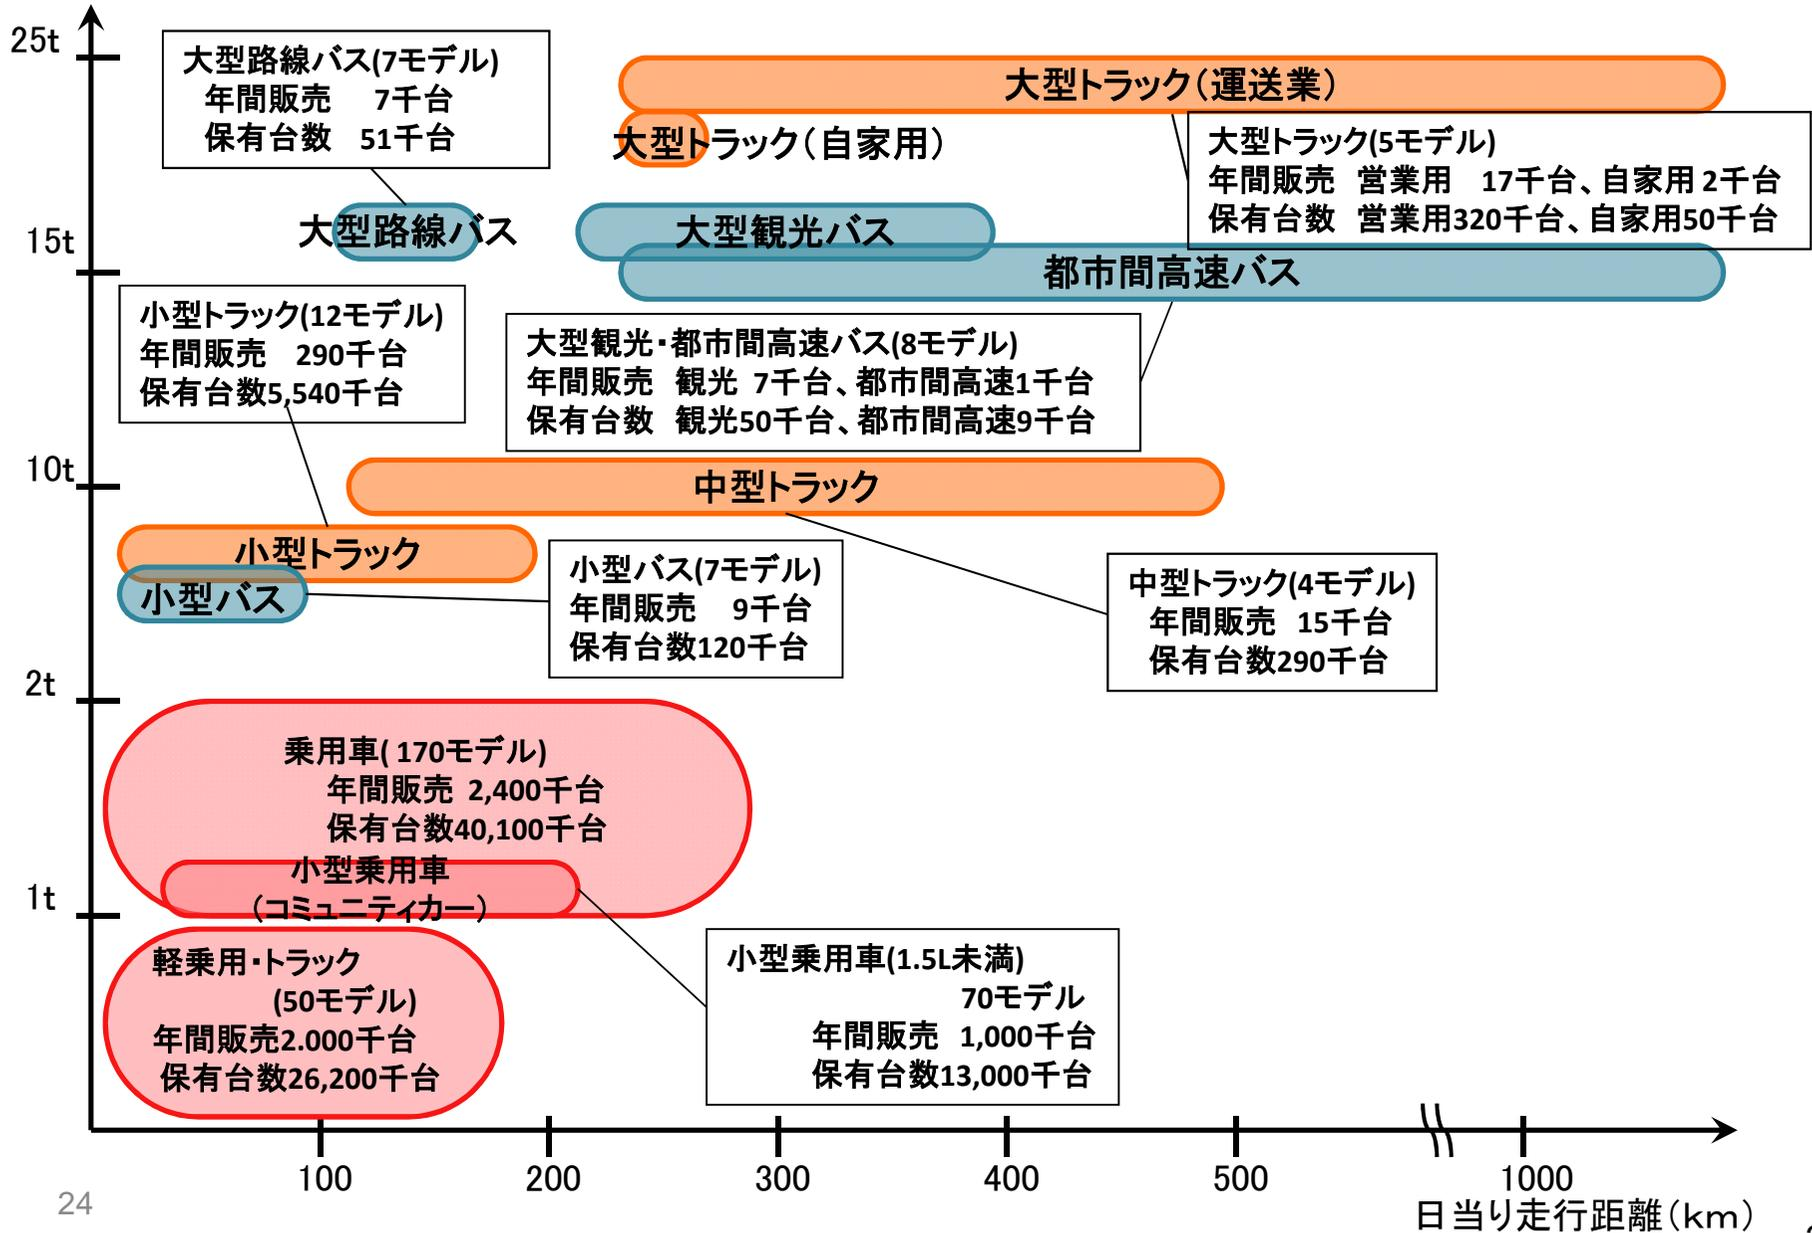 25t
大型路線バス(7モデル)
年間販売 7千台
保有台数 51千台
大型トラック（運送業）
大型トラック（自家用）
大型トラック(5モデル)
年間販売 営業用 17千台、自家用 2千台
保有台数 営業用320千台、自家用50千台
大型路線バス
大型観光バス
15t
都市間高速バス
小型トラック(12モデル)
年間販売 290千台
保有台数5,540千台
大型観光・都市間高速バス(8モデル)
年間販売 観光 7千台、都市間高速1千台
保有台数 観光50千台、都市間高速9千台
10t
中型トラック
小型トラック
小型バス
小型バス(7モデル)
年間販売 9千台
保有台数120千台
中型トラック(4モデル)
年間販売 15千台
保有台数290千台
2t
乗用車( 170モデル)
年間販売 2,400千台
保有台数40,100千台
小型乗用車
（コミュニティカー）
1t
軽乗用・トラック
(50モデル)
年間販売2.000千台
保有台数26,200千台
小型乗用車(1.5L未満)
70モデル
年間販売 1,000千台
保有台数13,000千台
100 200 300 400 500 1000
日当り走行距離（km）
24